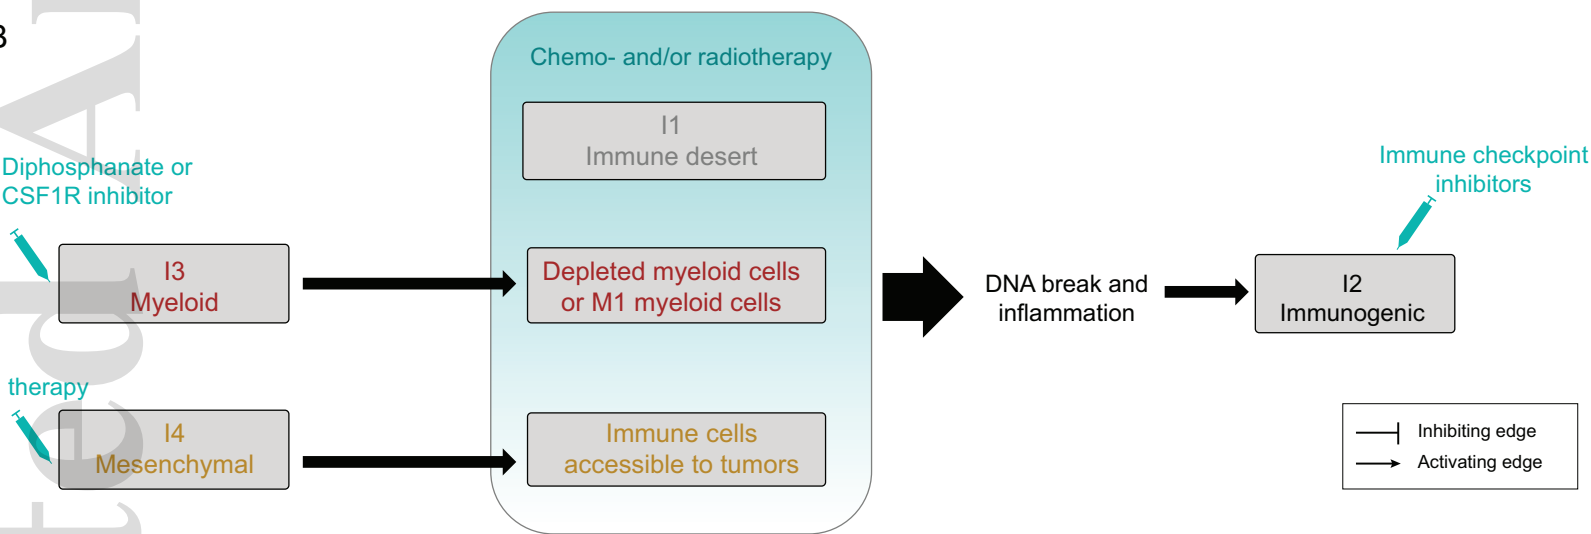 B
Chemo- and/or radiotherapy
I1
Immune desert
Diphosphanate or
CSF1R inhibitor
Immune checkpoint
inhibitors
I3
Myeloid
Depleted myeloid cells
or M1 myeloid cells
DNA break and
inflammation
I2
Immunogenic
therapy
I4
Mesenchymal
Immune cells
accessible to tumors
Inhibiting edge
Activating edge